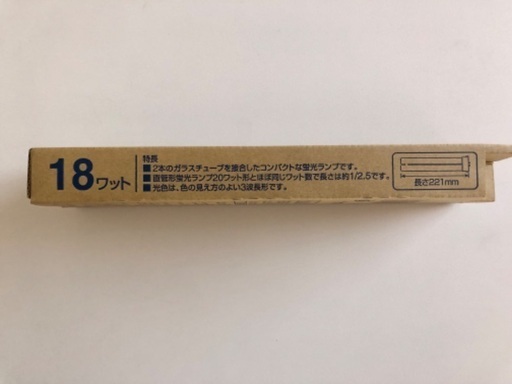 18ワット
特長
■2本のガラスチューブを接合したコンパクトな蛍光ランプです。
■直管形蛍光ランプ20ワット形とほぼ同じワット数で長さは約1/2.5です。
■光色は、色の見え方のよい3波長形です。
長さ221mm